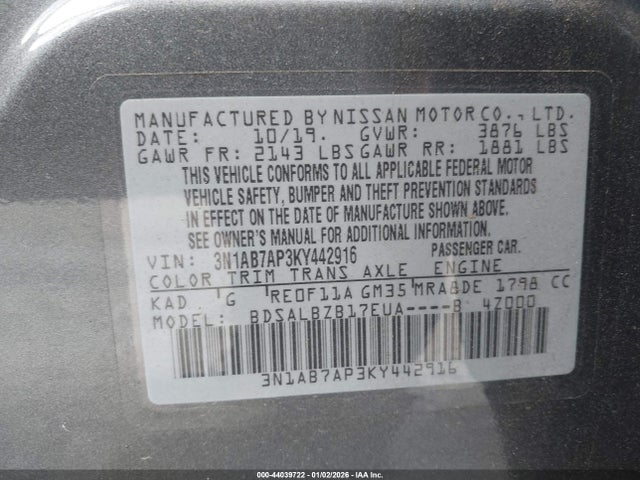 MANUFACTURED BY NISSAN MOTOR CO., LTD.
DATE: 10/19. GVWR: 3876 LBS
GAWR FR: 2143 LBS GAWR RR: 1881 LBS
THIS VEHICLE CONFORMS TO ALL APPLICABLE FEDERAL MOTOR
VEHICLE SAFETY, BUMPER AND THEFT PREVENTION STANDARDS
IN EFFECT ON THE DATE OF MANUFACTURE SHOWN ABOVE.
SEE OWNER'S MANUAL FOR ADDITIONAL INFORMATION.
VIN: 3N1AB7AP3KY442916 PASSENGER CAR.
COLOR TRIM TRANS AXLE ENGINE
KAD G RE0F11A GM35 MRA8DE 1798 CC
MODEL: BDSALBZB17EUA----B 4Z000
3N1AB7AP3KY442916
000-44039722 - 01/02/2026 - IAA Inc.